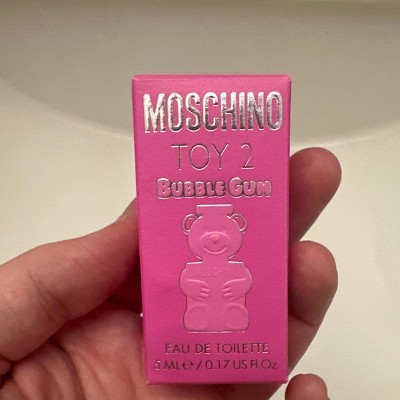 MOSCHINO
TOY 2
BUBBLE GUM
EAU DE TOILETTE
5 ML℮ / 0.17 US Fl Oz.